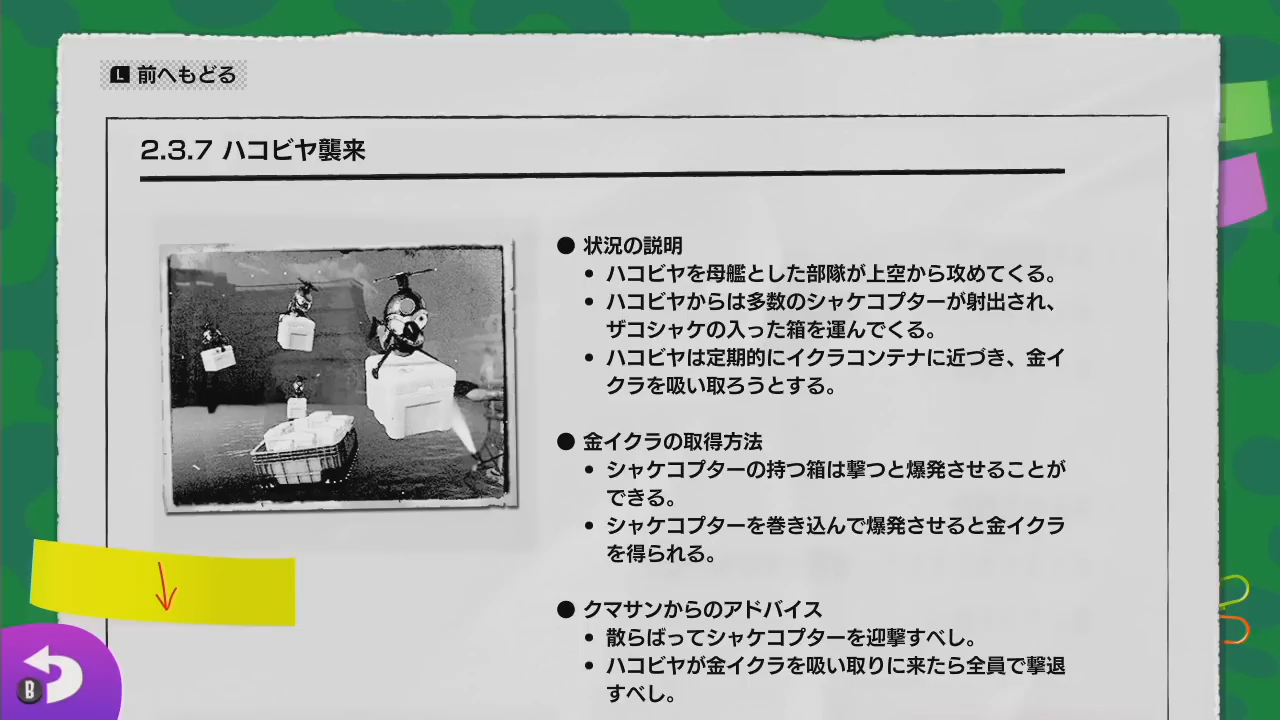 L 前へもどる
2.3.7 ハコビヤ襲来
● 状況の説明
• ハコビヤを母艦とした部隊が上空から攻めてくる。
• ハコビヤからは多数のシャケコプターが射出され、
ザコシャケの入った箱を運んでくる。
• ハコビヤは定期的にイクラコンテナに近づき、金イ
クラを吸い取ろうとする。
● 金イクラの取得方法
• シャケコプターの持つ箱は撃つと爆発させることが
できる。
• シャケコプターを巻き込んで爆発させると金イクラ
を得られる。
● クマサンからのアドバイス
• 散らばってシャケコプターを迎撃すべし。
• ハコビヤが金イクラを吸い取りに来たら全員で撃退
すべし。
B